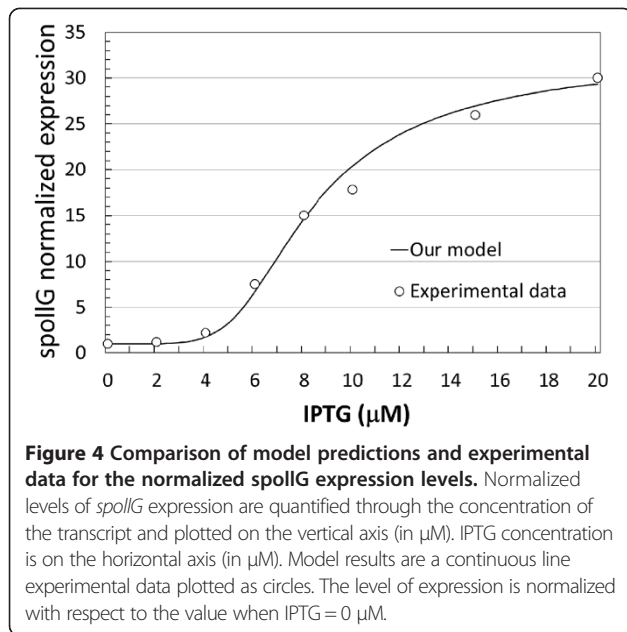 spoIIG normalized expression
35
30
25
20
15
10
5
0
Our model
Experimental data
0 2 4 6 8 10 12 14 16 18 20
IPTG (μM)
Figure 4 Comparison of model predictions and experimental
data for the normalized spoIIG expression levels. Normalized
levels of spoIIG expression are quantified through the concentration of
the transcript and plotted on the vertical axis (in μM). IPTG concentration
is on the horizontal axis (in μM). Model results are a continuous line
experimental data plotted as circles. The level of expression is normalized
with respect to the value when IPTG = 0 μM.